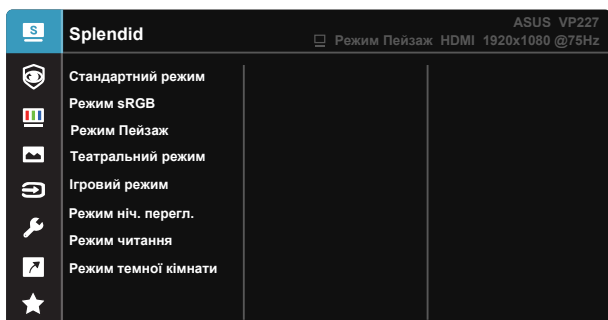 S
Splendid
ASUS VP227
Режим Пейзаж HDMI 1920x1080 @75Hz
Стандартний режим
Режим sRGB
Режим Пейзаж
Театральний режим
Ігровий режим
Режим ніч. перегл.
Режим читання
Режим темної кімнати